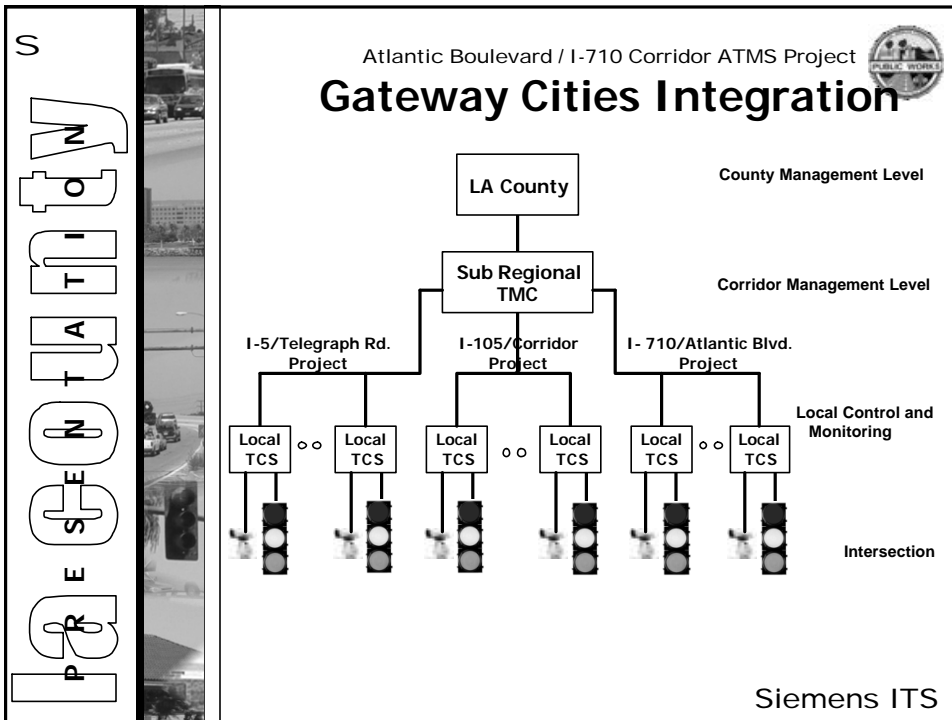 S
la county
PRESENTATION
Atlantic Boulevard / I-710 Corridor ATMS Project
PUBLIC WORKS
Gateway Cities Integration
LA County
County Management Level
Sub Regional
TMC
Corridor Management Level
I-5/Telegraph Rd.
Project
I-105/Corridor
Project
I- 710/Atlantic Blvd.
Project
Local Control and
Monitoring
Local
TCS
Local
TCS
Local
TCS
Local
TCS
Local
TCS
Local
TCS
Intersection
Siemens ITS